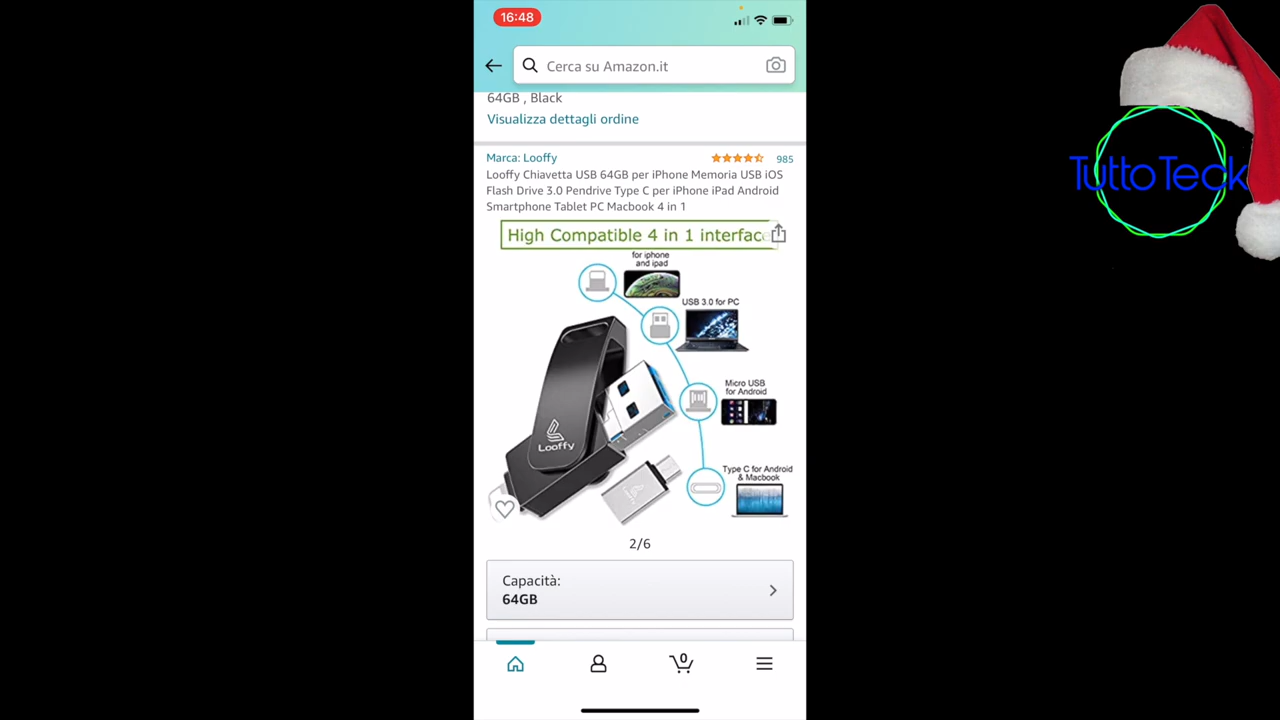 16:48
Cerca su Amazon.it
64GB , Black
Visualizza dettagli ordine
Marca: Looffy
985
Looffy Chiavetta USB 64GB per iPhone Memoria USB iOS
Flash Drive 3.0 Pendrive Type C per iPhone iPad Android
Smartphone Tablet PC Macbook 4 in 1
High Compatible 4 in 1 interface
for iphone
and ipad
USB 3.0 for PC
Micro USB
for Android
Looffy
Type C for Android
& Macbook
Looffy
2/6
Capacità:
64GB
0
TuttoTeck